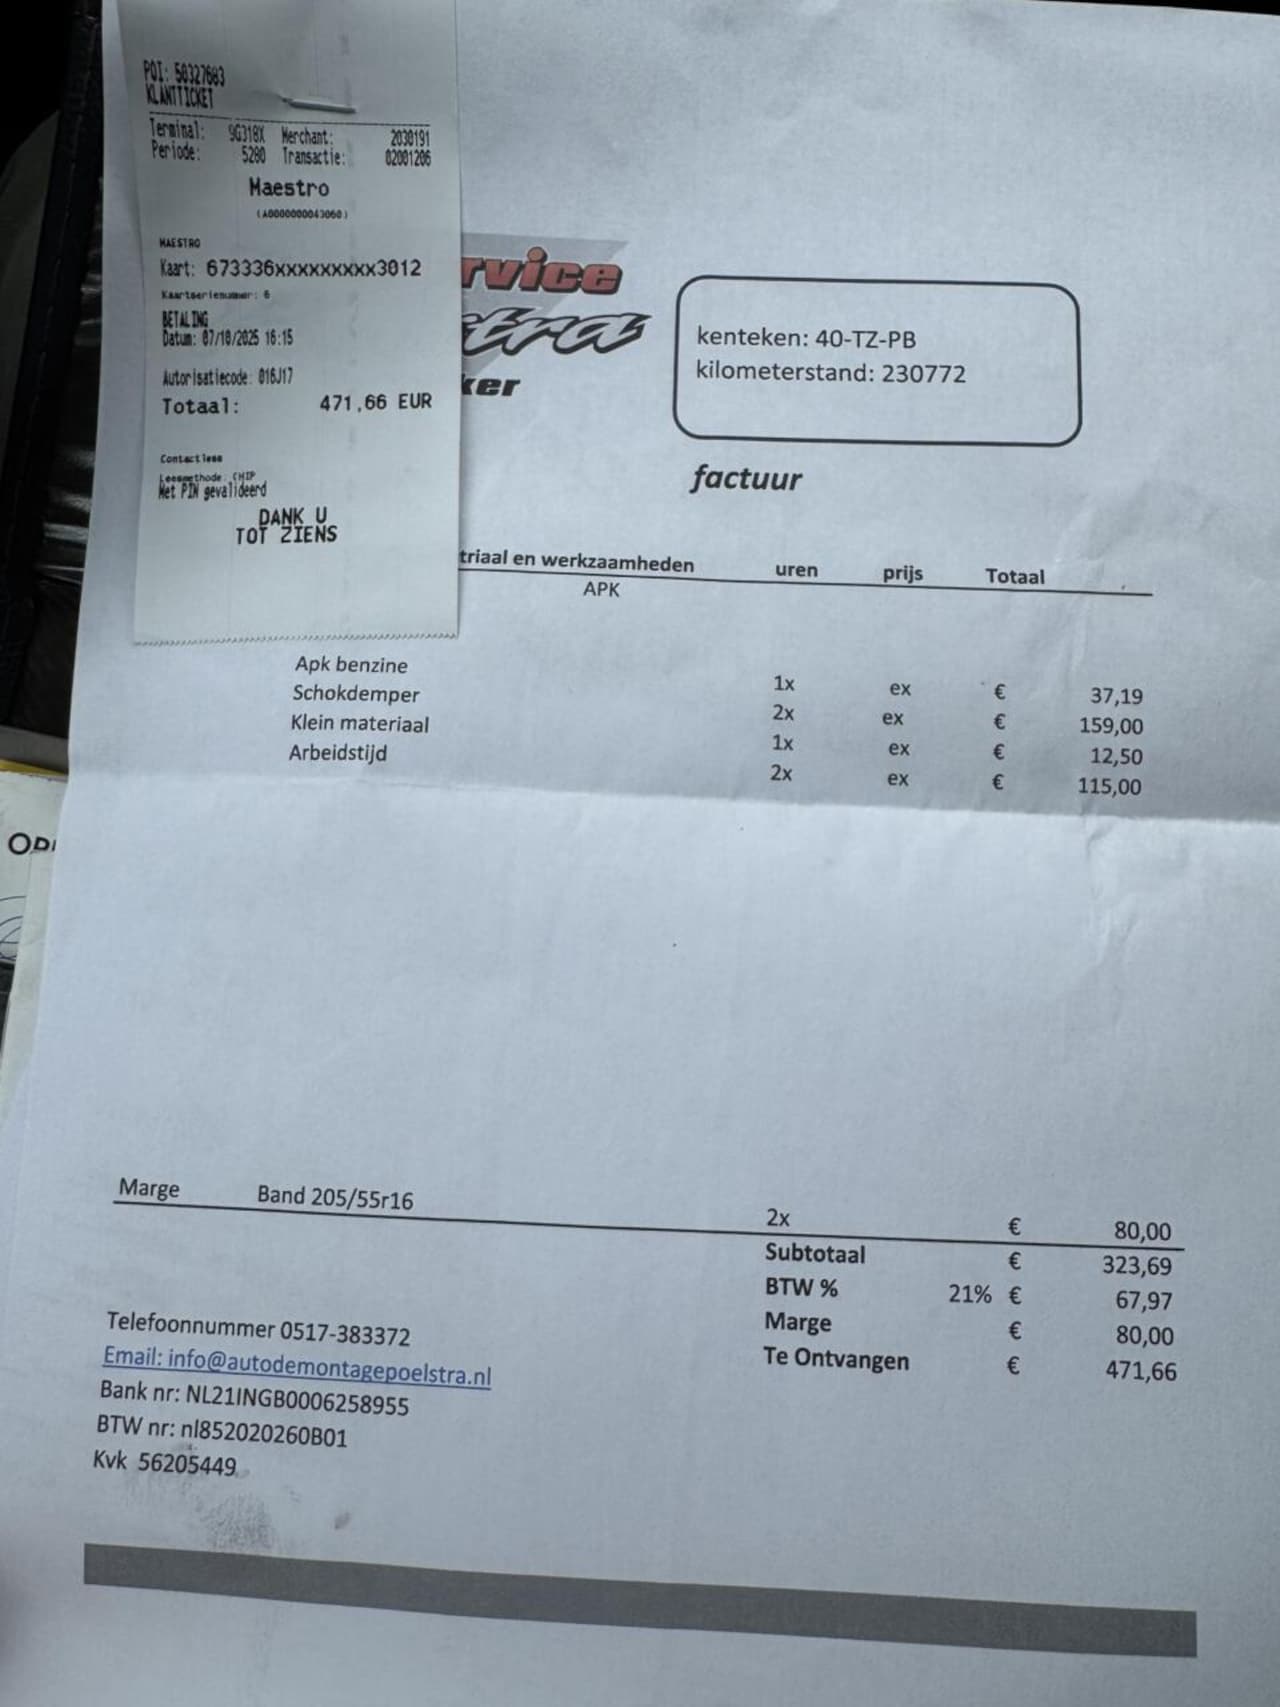 POI: 50327603
KLANTTICKET
Terminal: 9G318X Merchant: 2030191
Periode: 5280 Transactie: 02001206
Maestro
(A0000000043060)
MAESTRO
Kaart: 673336xxxxxxxxx3012
Kaartserienummer: 6
BETALING
Datum: 07/10/2025 16:15
Autorisatiecode: 016J17
Totaal: 471,66 EUR
Contactless
Leesmethode: CHIP
Met PIN gevalideerd
DANK U
TOT ZIENS
rvice
tra
ker
kenteken: 40-TZ-PB
kilometerstand: 230772
factuur
triaal en werkzaamheden uren prijs Totaal
APK
Apk benzine 1x ex € 37,19
Schokdemper 2x ex € 159,00
Klein materiaal 1x ex € 12,50
Arbeidstijd 2x ex € 115,00
Marge Band 205/55r16 2x € 80,00
Subtotaal € 323,69
BTW % 21% € 67,97
Marge € 80,00
Te Ontvangen € 471,66
Telefoonnummer 0517-383372
Email: info@autodemontagepoelstra.nl
Bank nr: NL21INGB0006258955
BTW nr: nl852020260B01
Kvk 56205449